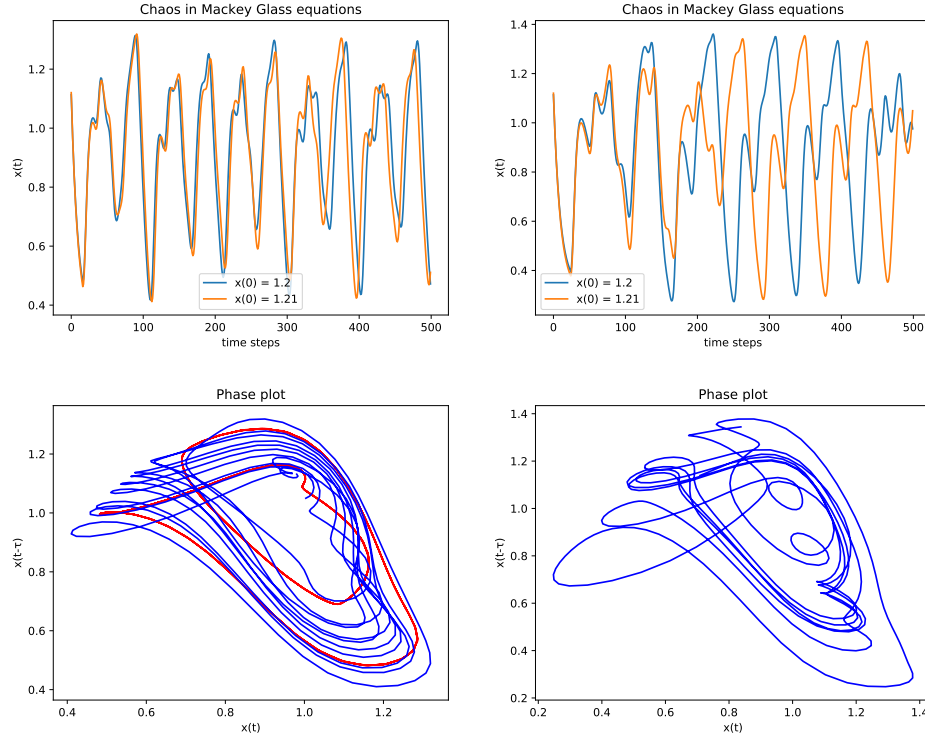 Chaos in Mackey Glass equations
1.2
1.0
0.8
0.6
0.4
x(t)
x(0) = 1.2
x(0) = 1.21
0 100 200 300 400 500
time steps
Chaos in Mackey Glass equations
1.4
1.2
1.0
0.8
0.6
0.4
x(t)
x(0) = 1.2
x(0) = 1.21
0 100 200 300 400 500
time steps
Phase plot
1.2
1.0
0.8
0.6
0.4
x(t-τ)
0.4 0.6 0.8 1.0 1.2
x(t)
Phase plot
1.4
1.2
1.0
0.8
0.6
0.4
0.2
x(t-τ)
0.2 0.4 0.6 0.8 1.0 1.2 1.4
x(t)